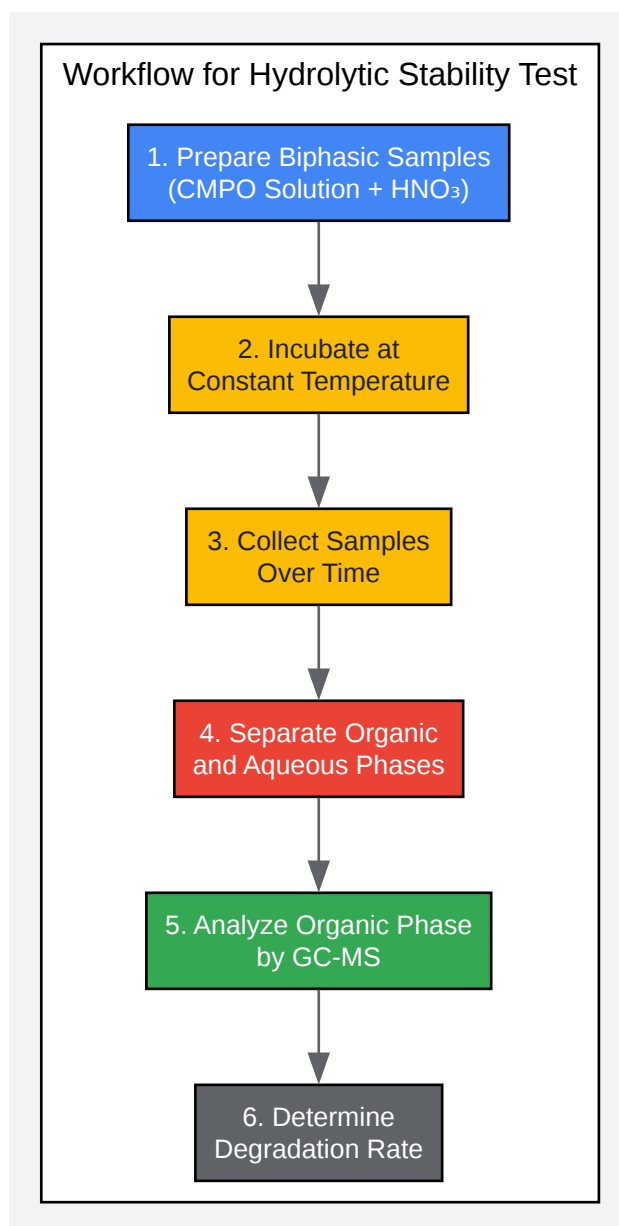 Workflow for Hydrolytic Stability Test
1. Prepare Biphasic Samples
(CMPO Solution + HNO₃)
2. Incubate at
Constant Temperature
3. Collect Samples
Over Time
4. Separate Organic
and Aqueous Phases
5. Analyze Organic Phase
by GC-MS
6. Determine
Degradation Rate